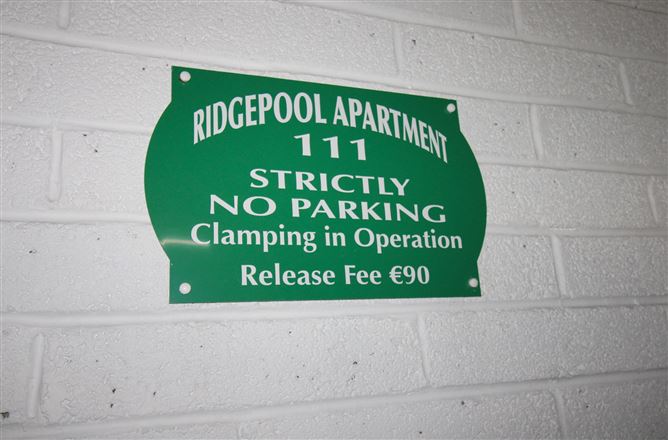 RIDGEPOOL APARTMENT
111
STRICTLY
NO PARKING
Clamping in Operation
Release Fee €90